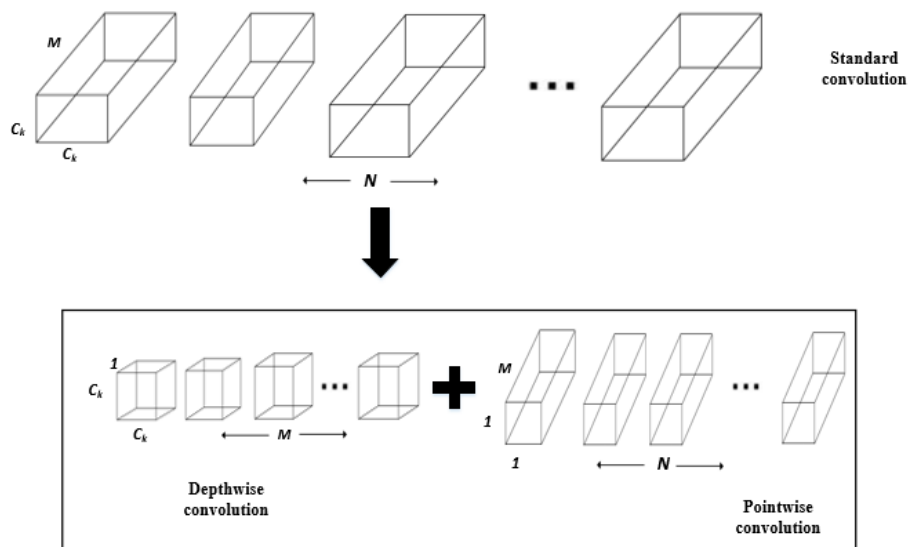 M
Standard
convolution
C_k
C_k
N
1
M
C_k
1
C_k
M
1
N
Depthwise
convolution
Pointwise
convolution